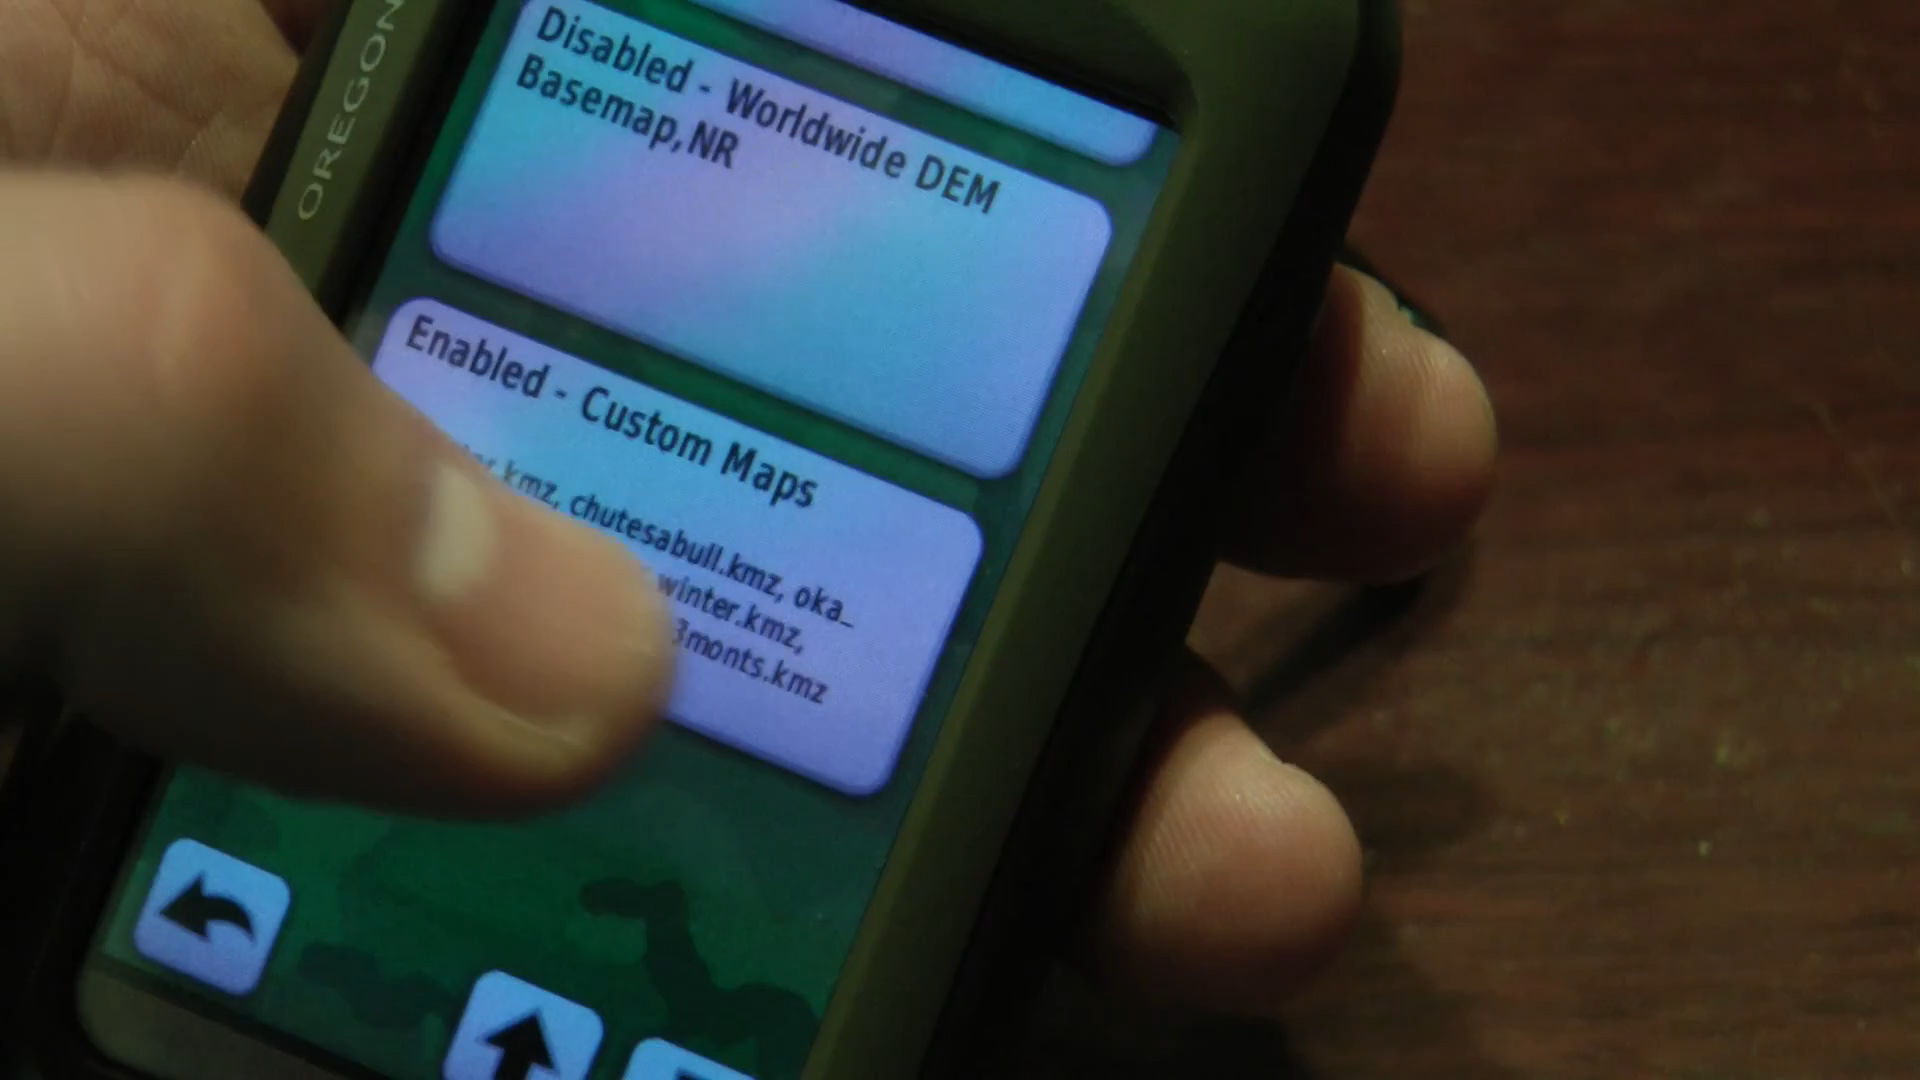 OREGON
Disabled - Worldwide DEM
Basemap,NR
Enabled - Custom Maps
.kmz, chutesabull.kmz, oka_
winter.kmz,
3monts.kmz